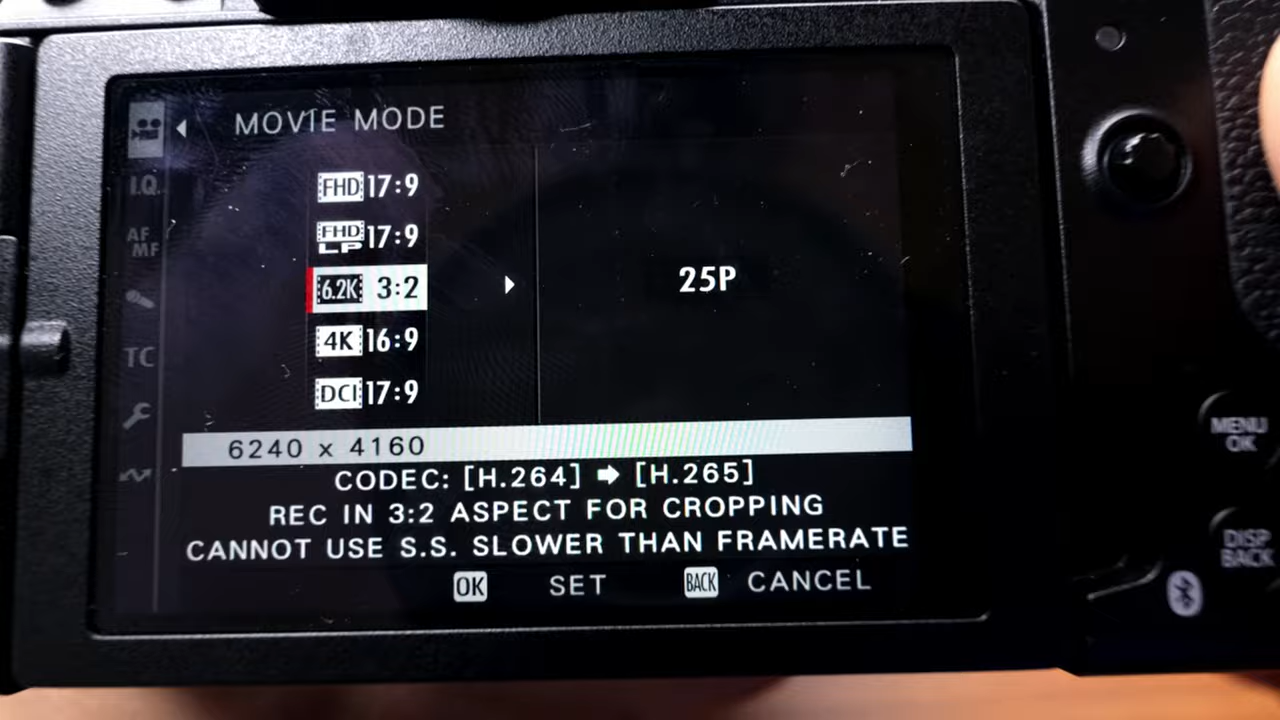 MOVIE MODE
I.Q.
AF
MF
TC
FHD 17:9
FHD LP 17:9
6.2K 3:2
4K 16:9
DCI 17:9
25P
6240 x 4160
CODEC: [H.264] ➡ [H.265]
REC IN 3:2 ASPECT FOR CROPPING
CANNOT USE S.S. SLOWER THAN FRAMERATE
OK SET BACK CANCEL
MENU
OK
DISP
BACK